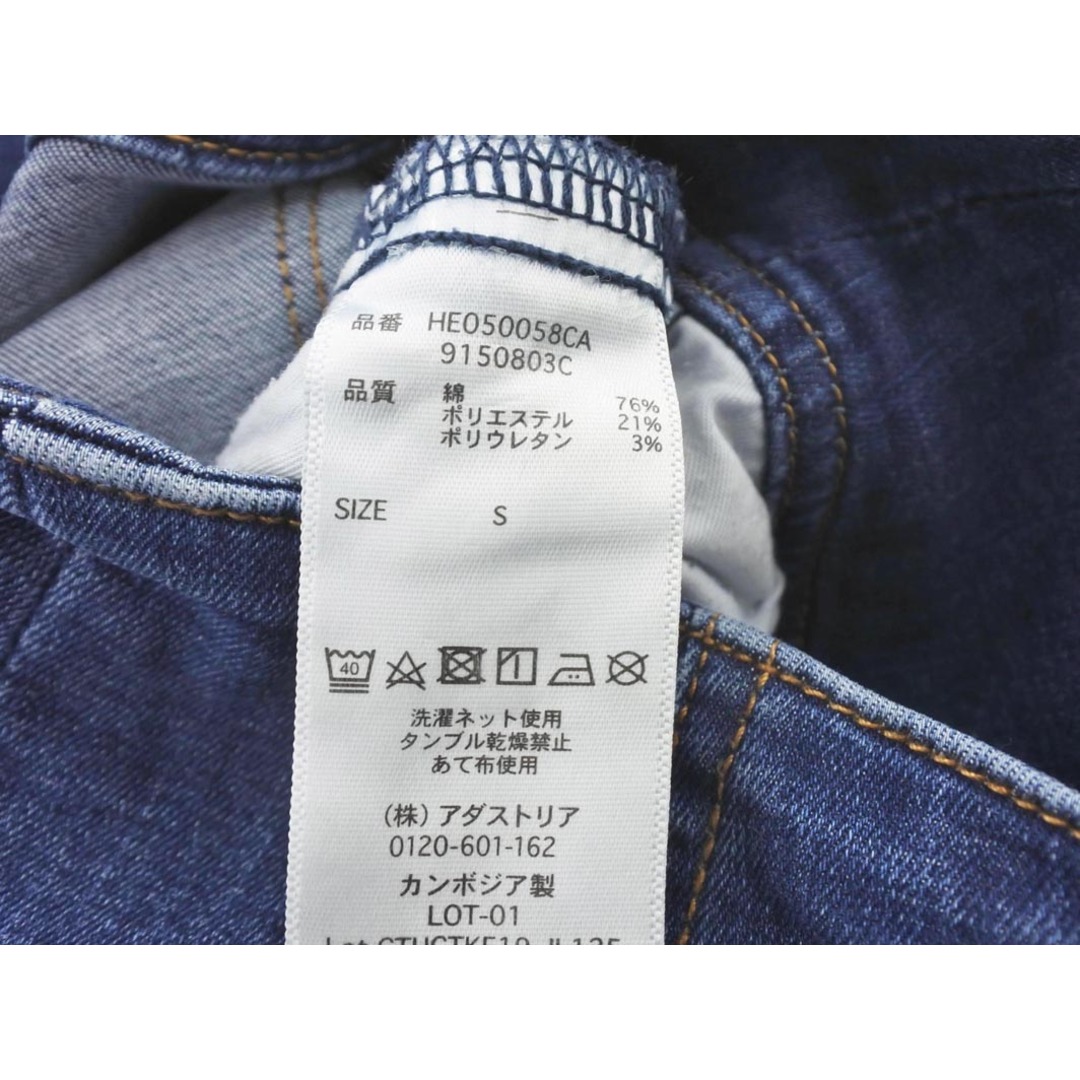 品番 HE050058CA
9150803C
品質 綿 76%
ポリエステル 21%
ポリウレタン 3%
SIZE S
40
洗濯ネット使用
タンブル乾燥禁止
あて布使用
(株) アダストリア
0120-601-162
カンボジア製
LOT-01